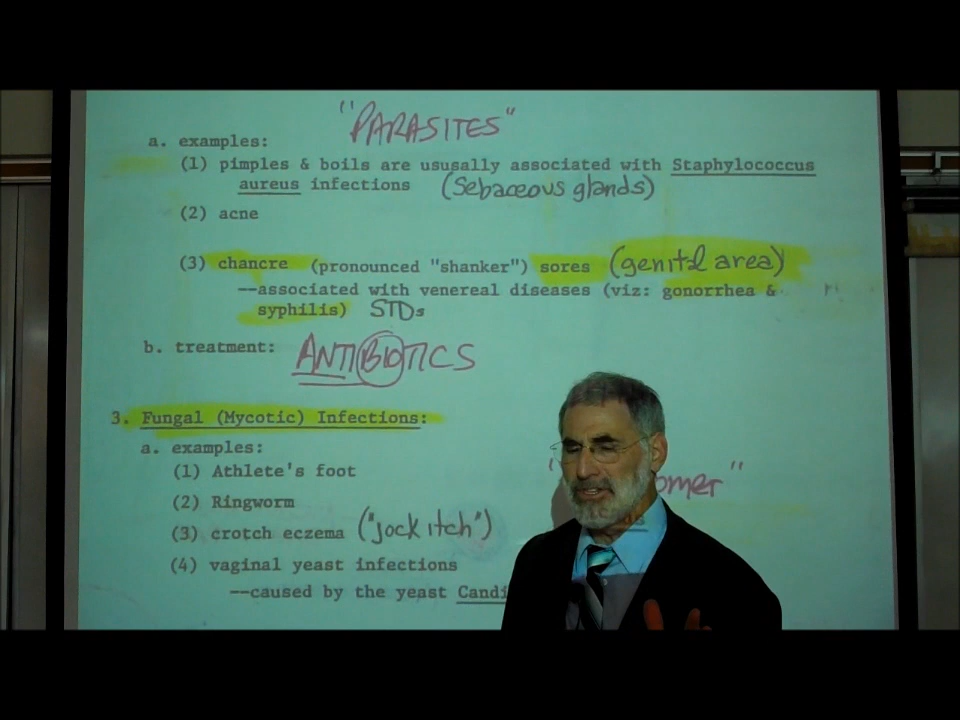 "PARASITES"
a. examples:
(1) pimples & boils are ususally associated with Staphylococcus
aureus infections (Sebaceous glands)
(2) acne
(3) chancre (pronounced "shanker") sores (genital area)
--associated with venereal diseases (viz: gonorrhea &
syphilis) STDs
b. treatment: ANTIBIOTICS
3. Fungal (Mycotic) Infections:
a. examples:
(1) Athlete's foot
(2) Ringworm
"
omer"
(3) crotch eczema ("jock itch")
(4) vaginal yeast infections
--caused by the yeast Candi